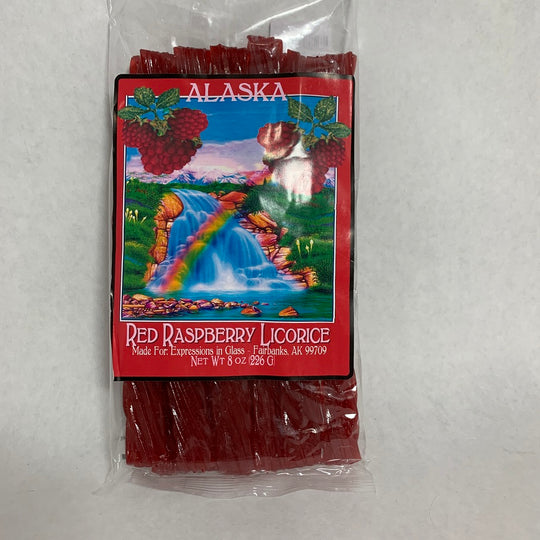 ALASKA
RED RASPBERRY LICORICE
Made For: Expressions in Glass - Fairbanks, AK 99709
NET WT 8 OZ (226 G)